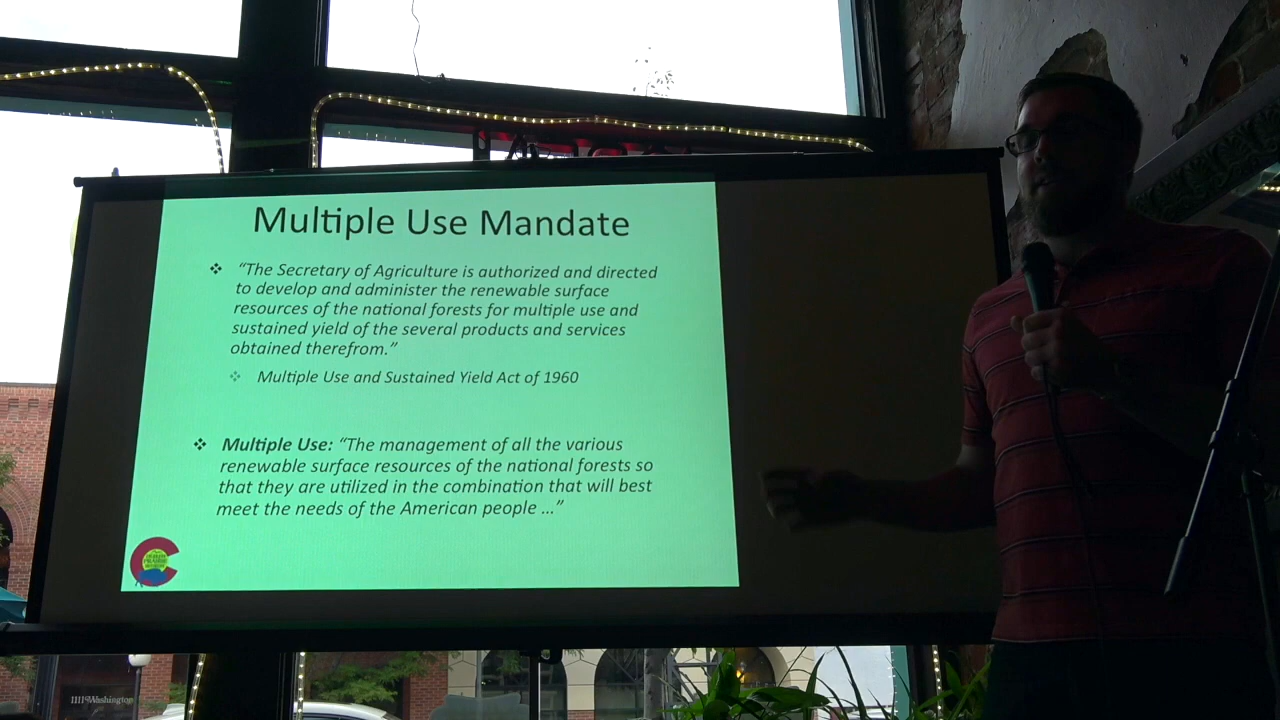 Multiple Use Mandate
❖ “The Secretary of Agriculture is authorized and directed
to develop and administer the renewable surface
resources of the national forests for multiple use and
sustained yield of the several products and services
obtained therefrom.”
❖ Multiple Use and Sustained Yield Act of 1960
❖ Multiple Use: “The management of all the various
renewable surface resources of the national forests so
that they are utilized in the combination that will best
meet the needs of the American people …”
PRAIRIE
1111 Washington